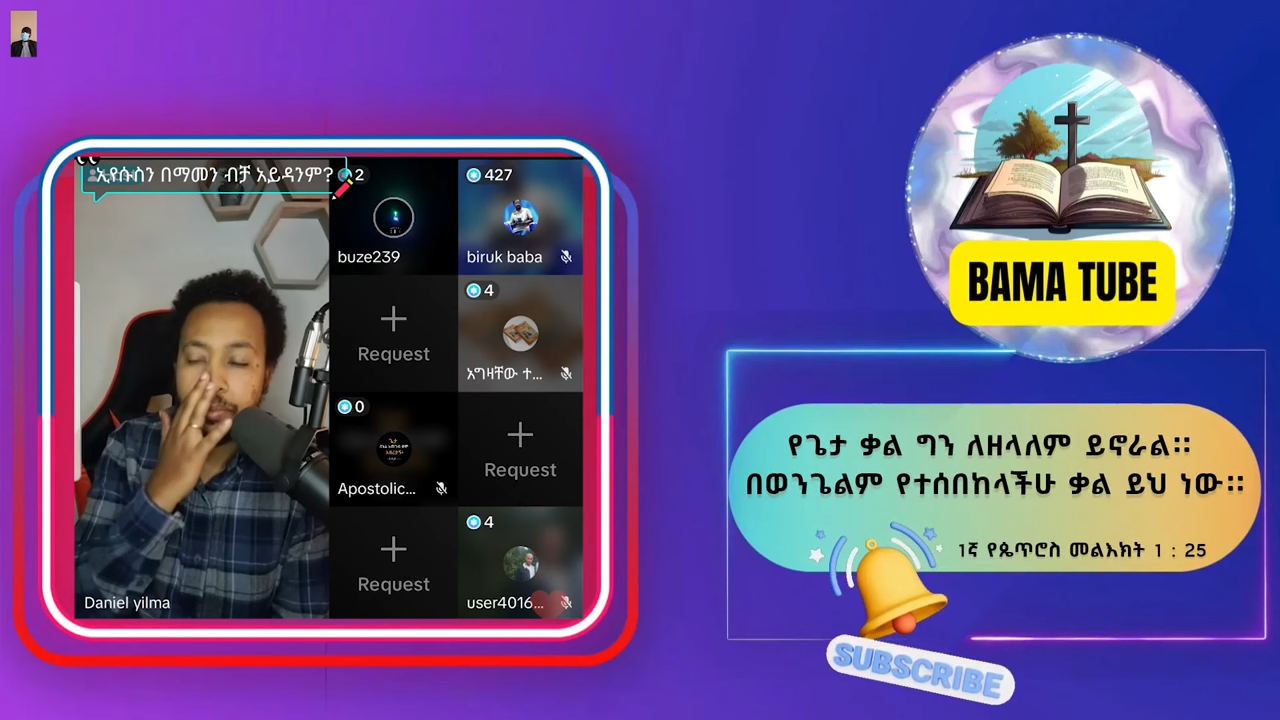 ኢየሱስን በማመን ብቻ አይዳንም?
2
buze239
427
biruk baba
Request
4
አግዛቸው ተ...
0
Apostolic...
Request
Request
4
user4016...
Daniel yilma
BAMA TUBE
የጌታ ቃል ግን ለዘላለም ይኖራል።
በወንጌልም የተሰበከላችሁ ቃል ይህ ነው።
1ኛ የጴጥሮስ መልእክት 1 : 25
SUBSCRIBE